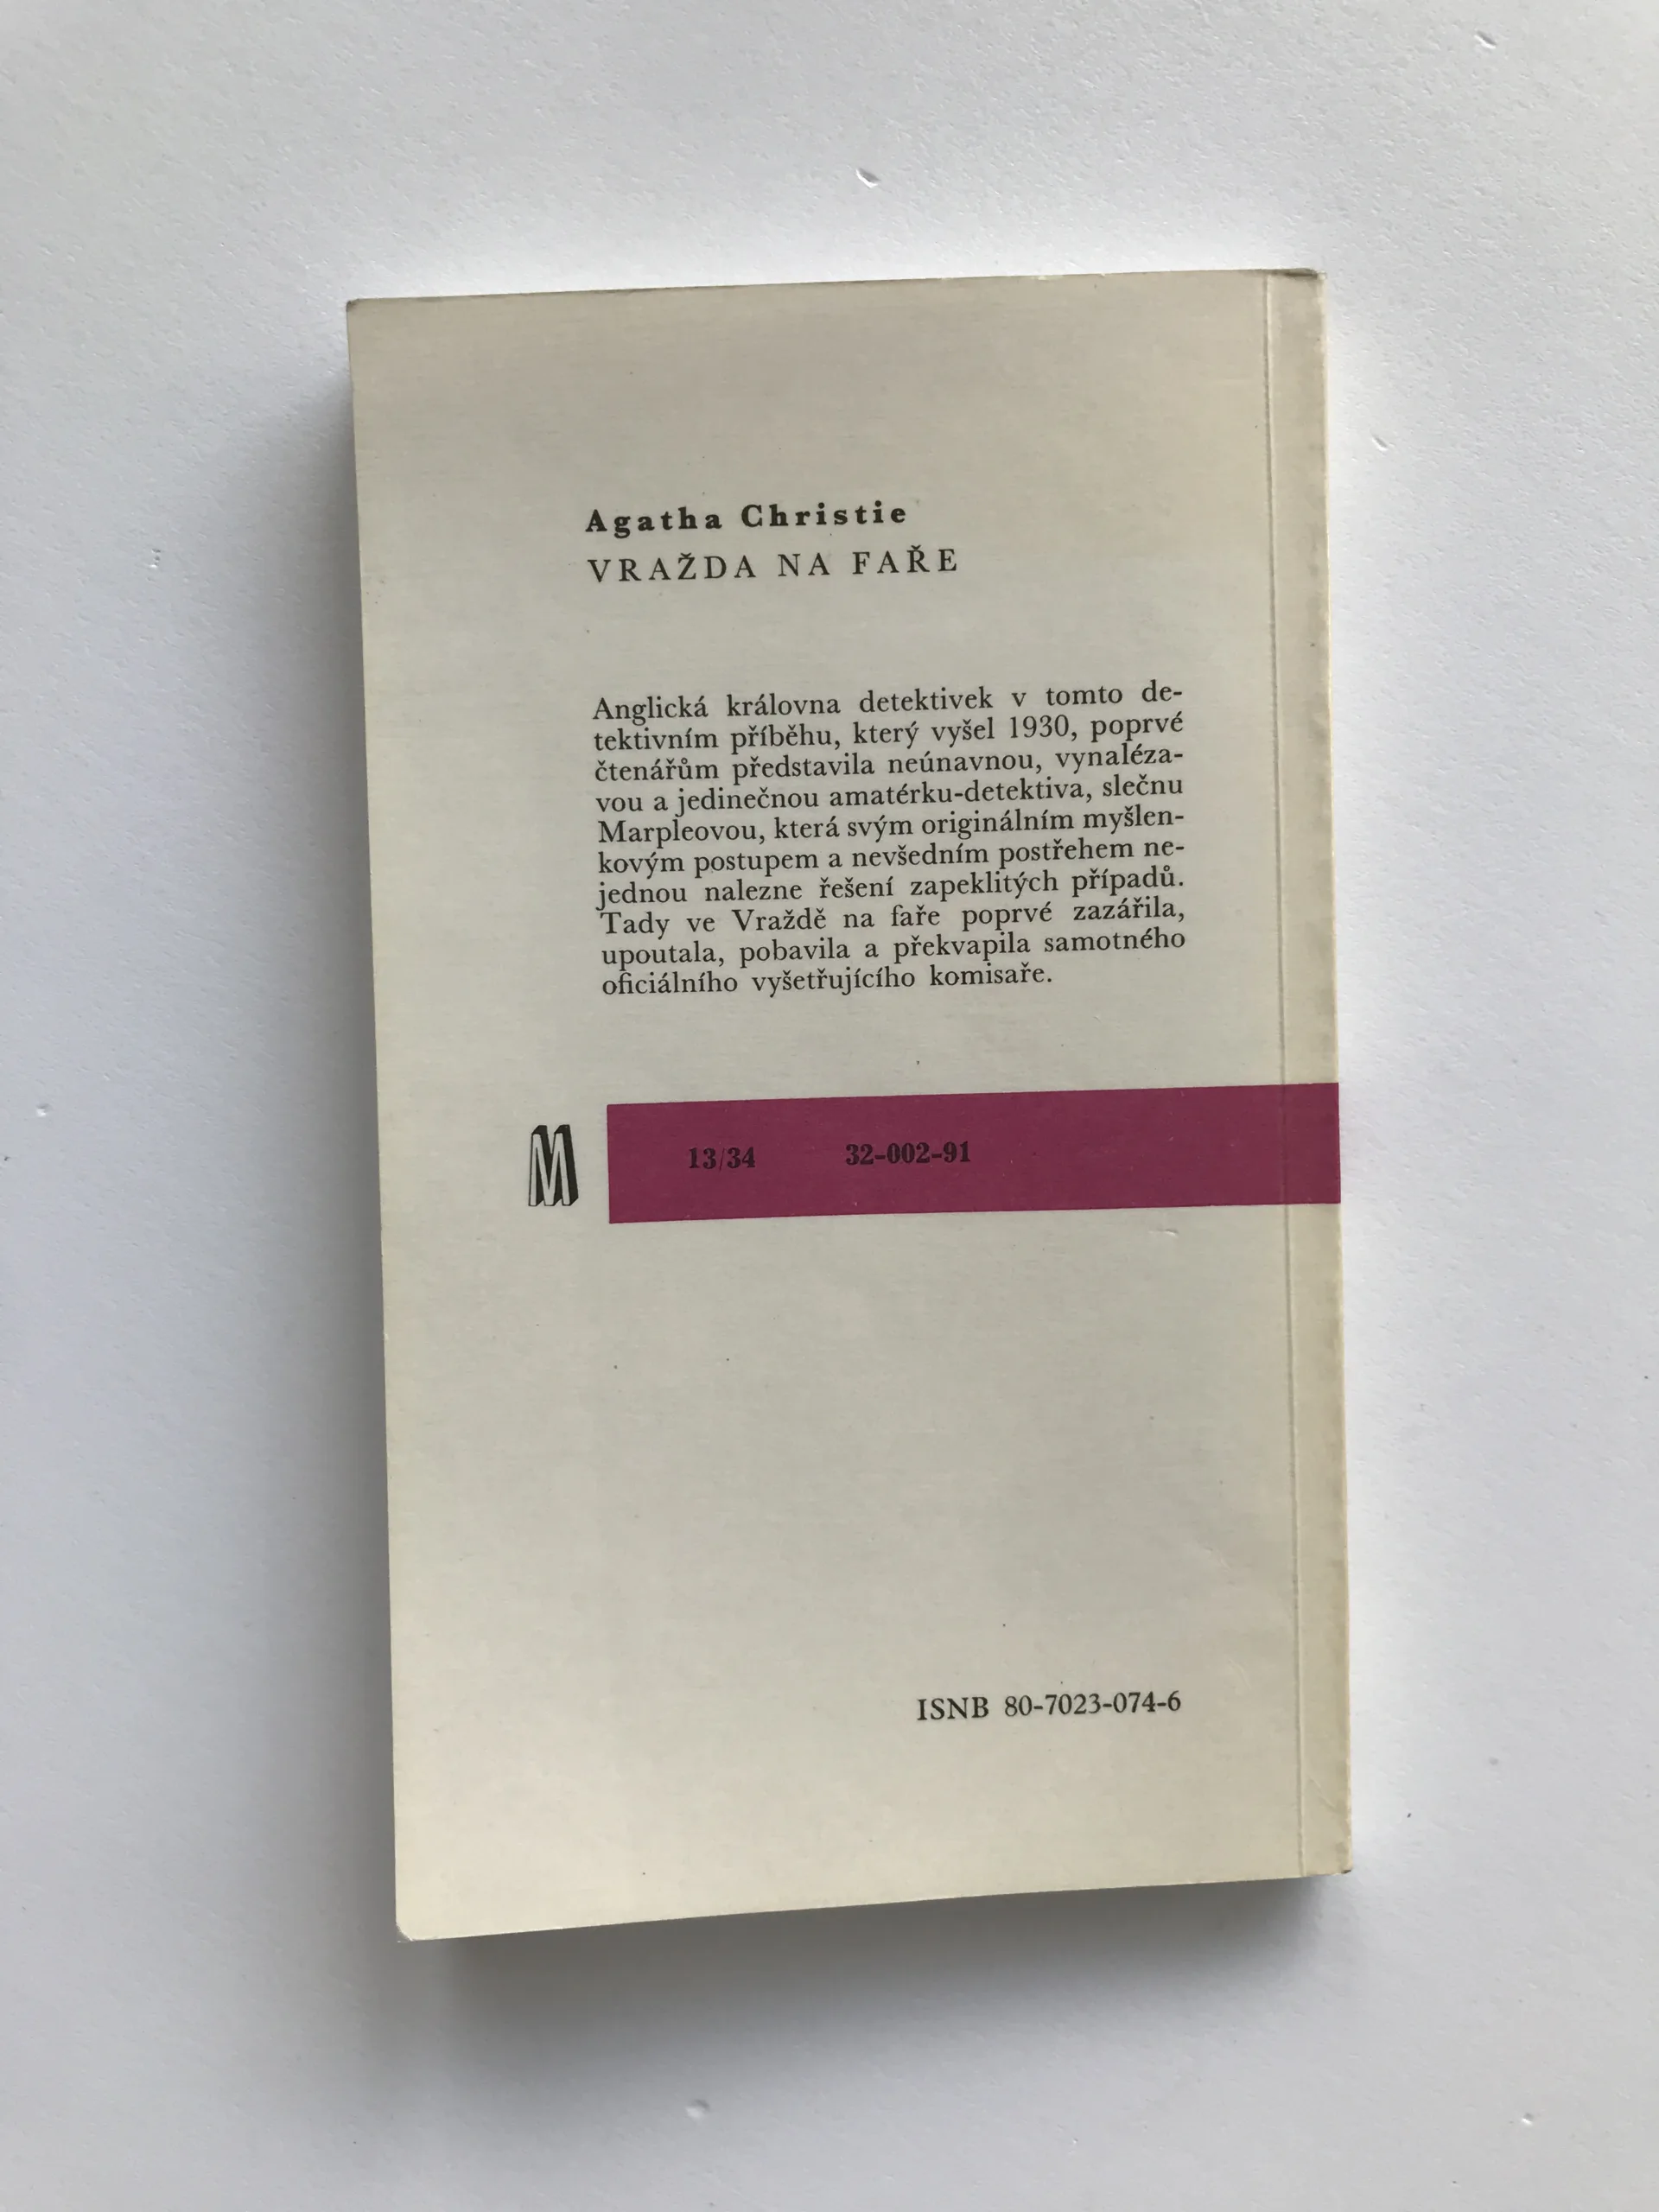 Agatha Christie
VRAŽDA NA FAŘE
Anglická královna detektivek v tomto de-
tektivním příběhu, který vyšel 1930, poprvé
čtenářům představila neúnavnou, vynaléza-
vou a jedinečnou amatérku-detektiva, slečnu
Marpleovou, která svým originálním myšlen-
kovým postupem a nevšedním postřehem ne-
jednou nalezne řešení zapeklitých případů.
Tady ve Vraždě na faře poprvé zazářila,
upoutala, pobavila a překvapila samotného
oficiálního vyšetřujícího komisaře.
M
13/34 32-002-91
ISNB 80-7023-074-6